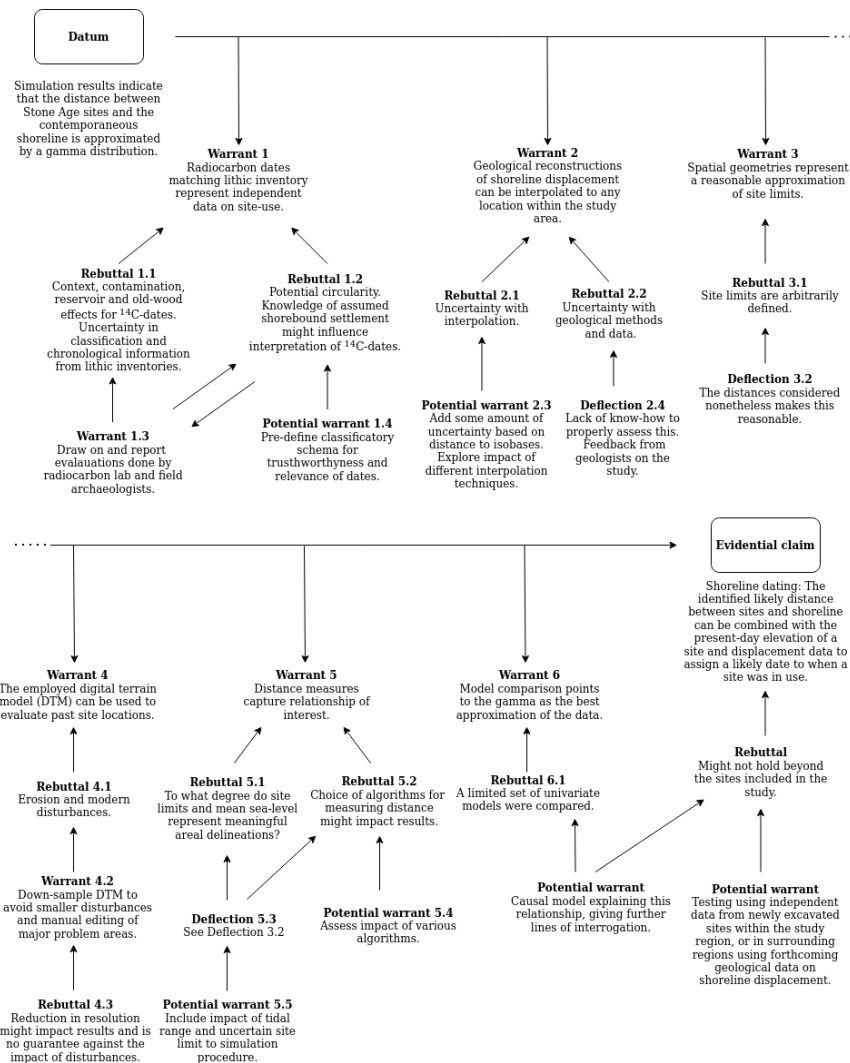 Datum
Simulation results indicate
that the distance between
Stone Age sites and the
contemporaneous
shoreline is approximated
by a gamma distribution.
Warrant 1
Radiocarbon dates
matching lithic inventory
represent independent
data on site-use.
Rebuttal 1.1
Context, contamination,
reservoir and old-wood
effects for ¹⁴C-dates.
Uncertainty in
classification and
chronological information
from lithic inventories.
Rebuttal 1.2
Potential circularity.
Knowledge of assumed
shorebound settlement
might influence
interpretation of ¹⁴C-dates.
Warrant 1.3
Draw on and report
evalauations done by
radiocarbon lab and field
archaeologists.
Potential warrant 1.4
Pre-define classificatory
schema for
trusthworthyness and
relevance of dates.
Warrant 2
Geological reconstructions
of shoreline displacement
can be interpolated to any
location within the study
area.
Rebuttal 2.1
Uncertainty with
interpolation.
Rebuttal 2.2
Uncertainty with
geological methods
and data.
Potential warrant 2.3
Add some amount of
uncertainty based on
distance to isobases.
Explore impact of
different interpolation
techniques.
Deflection 2.4
Lack of know-how to
properly assess this.
Feedback from
geologists on the
study.
Warrant 3
Spatial geometries represent
a reasonable approximation
of site limits.
Rebuttal 3.1
Site limits are arbitrarily
defined.
Deflection 3.2
The distances considered
nonetheless makes this
reasonable.
Evidential claim
Shoreline dating: The
identified likely distance
between sites and shoreline
can be combined with the
present-day elevation of a
site and displacement data to
assign a likely date to when a
site was in use.
Warrant 4
The employed digital terrain
model (DTM) can be used to
evaluate past site locations.
Rebuttal 4.1
Erosion and modern
disturbances.
Warrant 4.2
Down-sample DTM to
avoid smaller disturbances
and manual editing of
major problem areas.
Rebuttal 4.3
Reduction in resolution
might impact results and is
no guarantee against the
impact of disturbances.
Warrant 5
Distance measures
capture relationship of
interest.
Rebuttal 5.1
To what degree do site
limits and mean sea-level
represent meaningful
areal delineations?
Rebuttal 5.2
Choice of algorithms for
measuring distance
might impact results.
Deflection 5.3
See Deflection 3.2
Potential warrant 5.4
Assess impact of various
algorithms.
Potential warrant 5.5
Include impact of tidal
range and uncertain site
limit to simulation
procedure.
Warrant 6
Model comparison points
to the gamma as the best
approximation of the data.
Rebuttal 6.1
A limited set of univariate
models were compared.
Potential warrant
Causal model explaining this
relationship, giving further
lines of interrogation.
Rebuttal
Might not hold beyond
the sites included in the
study.
Potential warrant
Testing using independent
data from newly excavated
sites within the study
region, or in surrounding
regions using forthcoming
geological data on
shoreline displacement.